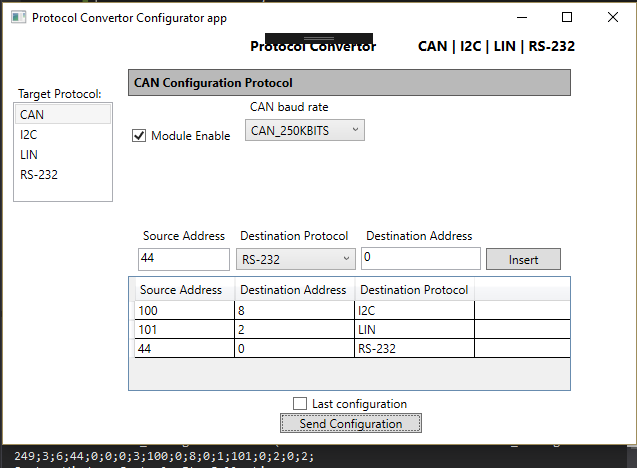 Protocol Convertor Configurator app
Protocol Convertor CAN | I2C | LIN | RS-232
CAN Configuration Protocol
Target Protocol:
CAN
I2C
LIN
RS-232
CAN baud rate
Module Enable
CAN_250KBITS
Source Address Destination Protocol Destination Address
44 RS-232 0 Insert
Source Address Destination Address Destination Protocol
100 8 I2C
101 2 LIN
44 0 RS-232
Last configuration
Send Configuration
249;3;6;44;0;0;0;3;100;0;8;0;1;101;0;2;0;2;